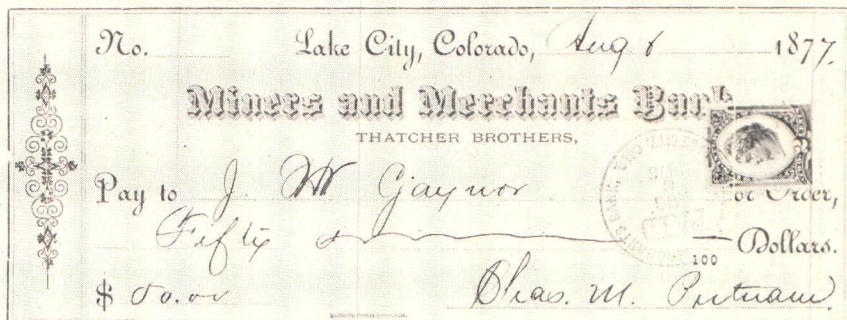 No. Lake City, Colorado, Aug 8 1877.
Miners and Merchants Bank
THATCHER BROTHERS,
Pay to J. W Gaynor or Order,
Fifty 100 Dollars.
$ 50.00 Chas. M. Putnam